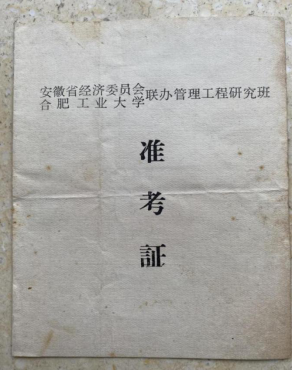 安徽省经济委员会
合肥工业大学联办管理工程研究班
准
考
証